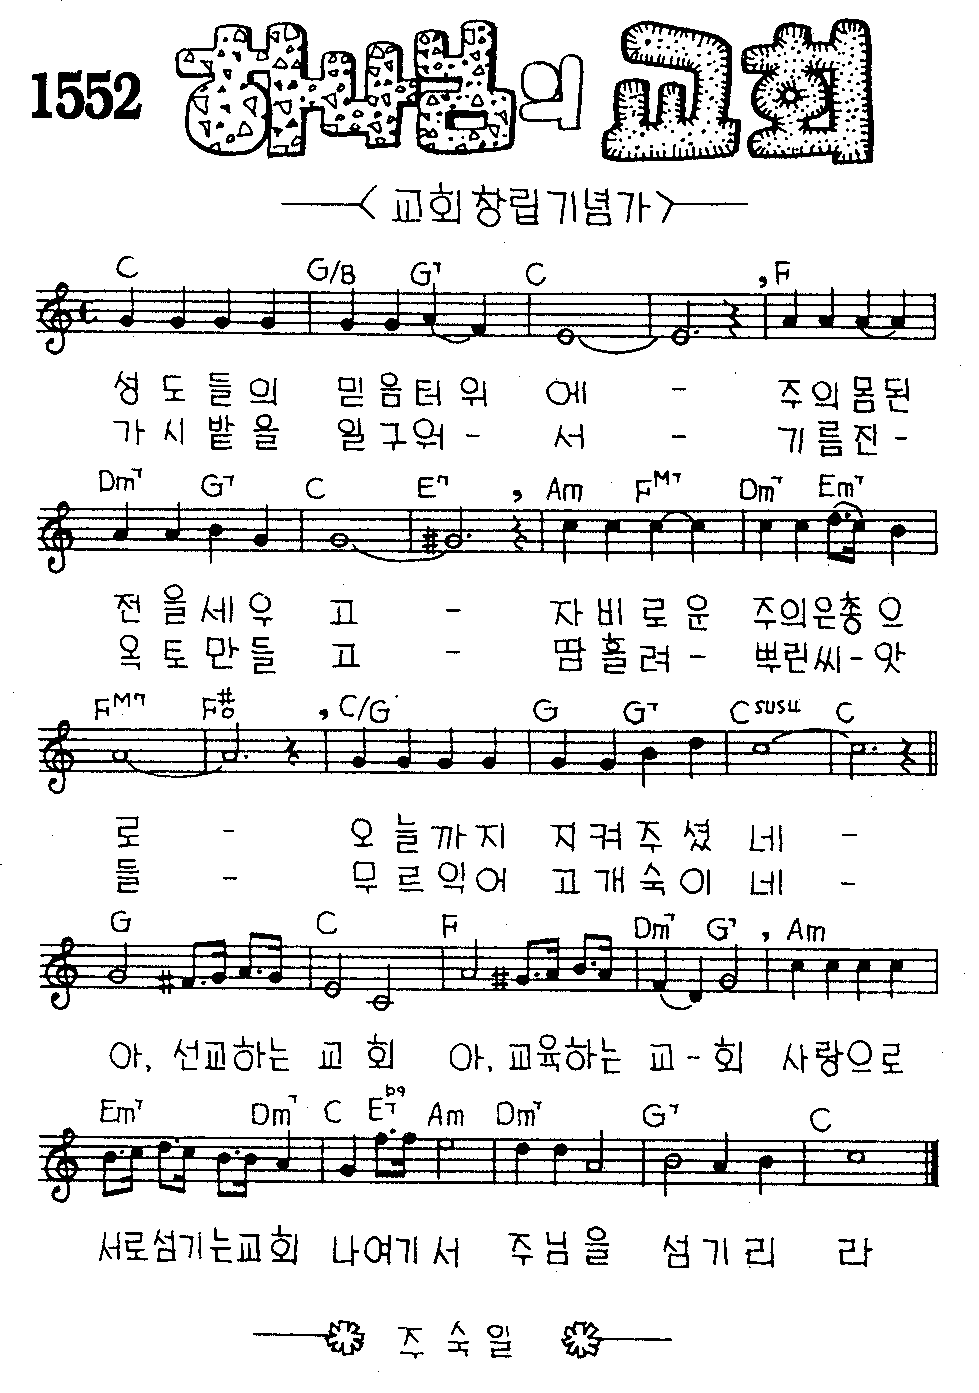 1552 하나님의 교회
<교회창립기념가>
C G/B G7 C F
성 도 들 의 믿 음 터 위 에 - 주 의 몸 된
가 시 밭 을 일 구 워 - 서 - 기 름 진 -
Dm7 G7 C E7 Am FM7 Dm7 Em7
전 을 세 우 고 - 자 비 로 운 주 의 은 총 으
옥 토 만 들 고 - 땀 흘 려 - 뿌 린 씨 - 앗
FM7 F#o C/G G G7 Csus4 C
로 - 오 늘 까 지 지 켜 주 셨 네 -
들 - 무 르 익 어 고 개 숙 이 네 -
G C F Dm7 G7 Am
아, 선교하는 교 회 아, 교육하는 교 - 회 사랑으로
Em7 Dm7 C E7b9 Am Dm7 G7 C
서로섬기는교회 나여기서 주님을 섬기리 라
주 숙 일